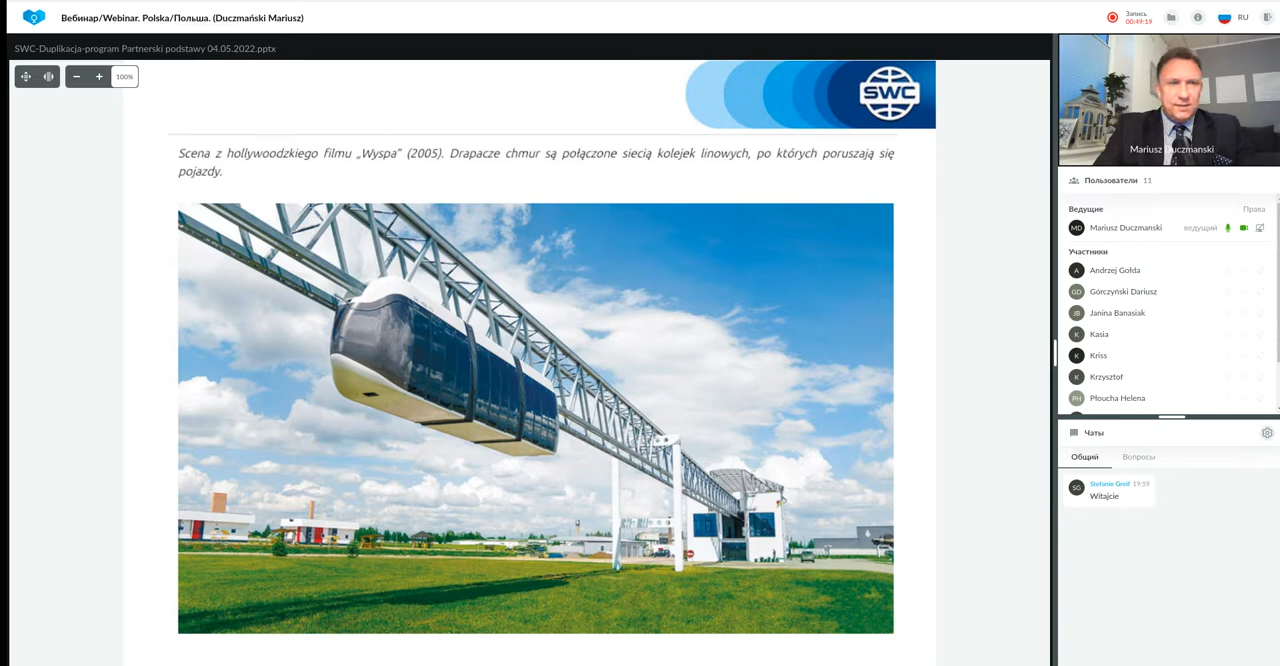 Вебинар/Webinar. Polska/Польша. (Duczmański Mariusz)
Запись
00:49:19
RU
SWC-Duplikacja-program Partnerski podstawy 04.05.2022.pptx
100%
SWC
Scena z hollywoodzkiego filmu „Wyspa” (2005). Drapacze chmur są połączone siecią kolejek linowych, po których poruszają się
pojazdy.
Mariusz Duczmanski
Пользователи 11
Ведущие Права
MD Mariusz Duczmanski ведущий
Участники
A Andrzej Gołda
GD Górczyński Dariusz
JB Janina Banasiak
K Kasia
K Kriss
K Krzysztof
PH Płoucha Helena
Чаты
Общий Вопросы
SG Stefanie Greif 19:59
Witajcie